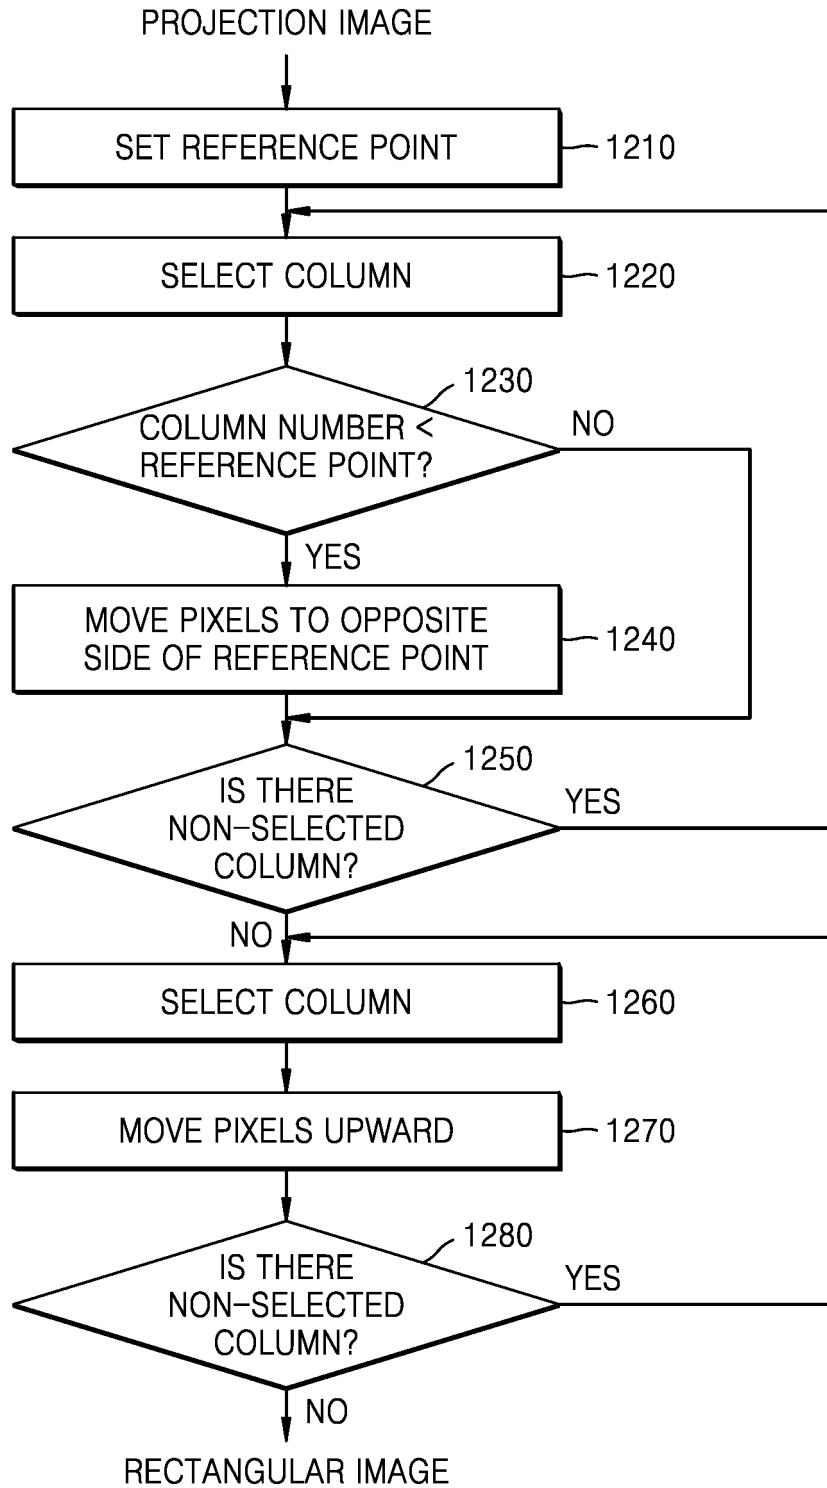 PROJECTION IMAGE
SET REFERENCE POINT
1210
SELECT COLUMN
1220
1230
COLUMN NUMBER <
REFERENCE POINT?
NO
YES
MOVE PIXELS TO OPPOSITE
SIDE OF REFERENCE POINT
1240
1250
IS THERE
NON-SELECTED
COLUMN?
YES
NO
SELECT COLUMN
1260
MOVE PIXELS UPWARD
1270
1280
IS THERE
NON-SELECTED
COLUMN?
YES
NO
RECTANGULAR IMAGE